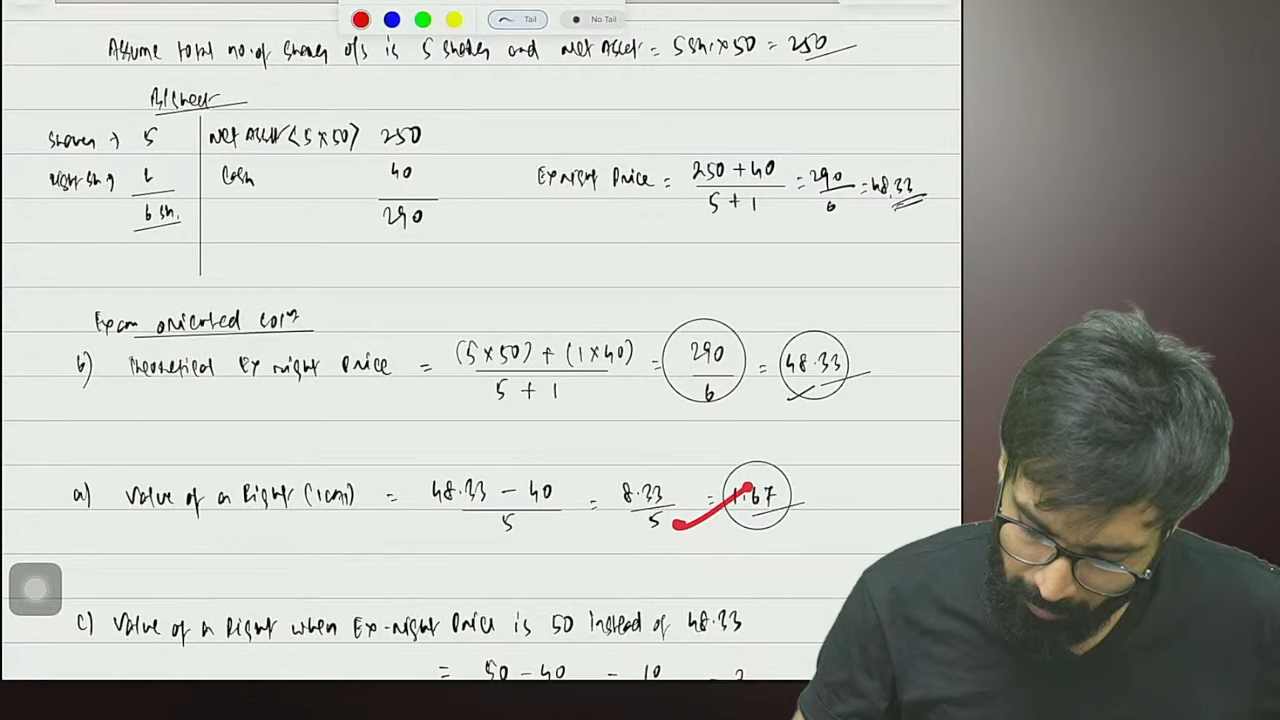 Tail No Tail
Assume total no. of shares o/s is 5 shares and Net Asset = 5 sh. × 50 = 250
B/Sheet
Shares → 5 Net Asset (5 × 50) 250
Right sh → 1 Cash 40
6 sh. 290
Ex right Price = 250 + 40 / 5 + 1 = 290 / 6 = 48.33
Exam oriented solⁿ
b) Theoretical Ex right Price = (5 × 50) + (1 × 40) / 5 + 1 = 290 / 6 = 48.33
a) Value of a Right = 48.33 - 40 / 5 = 8.33 / 5 = 1.67
c) Value of a Right when Ex-right Price is 50 instead of 48.33
= 50 - 40 = 10 = 2